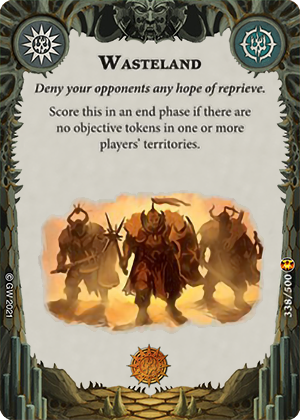 Wasteland
Deny your opponents any hope of reprieve.
Score this in an end phase if there are
no objective tokens in one or more
players' territories.
© GW 2021
338/500